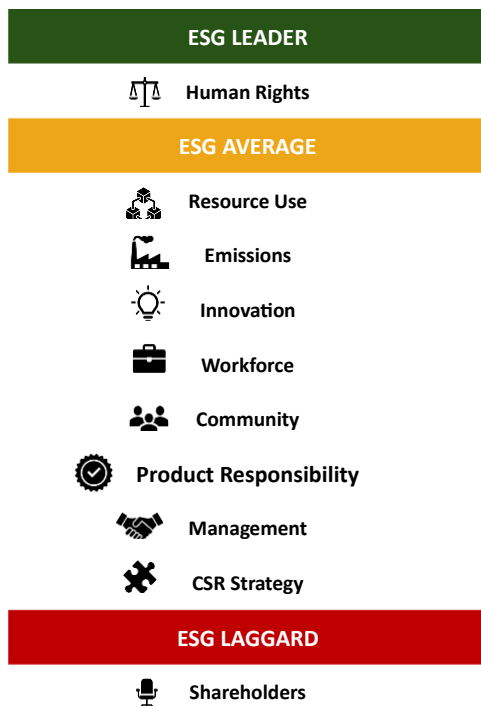 ESG LEADER
Human Rights
ESG AVERAGE
Resource Use
Emissions
Innovation
Workforce
Community
Product Responsibility
Management
CSR Strategy
ESG LAGGARD
Shareholders